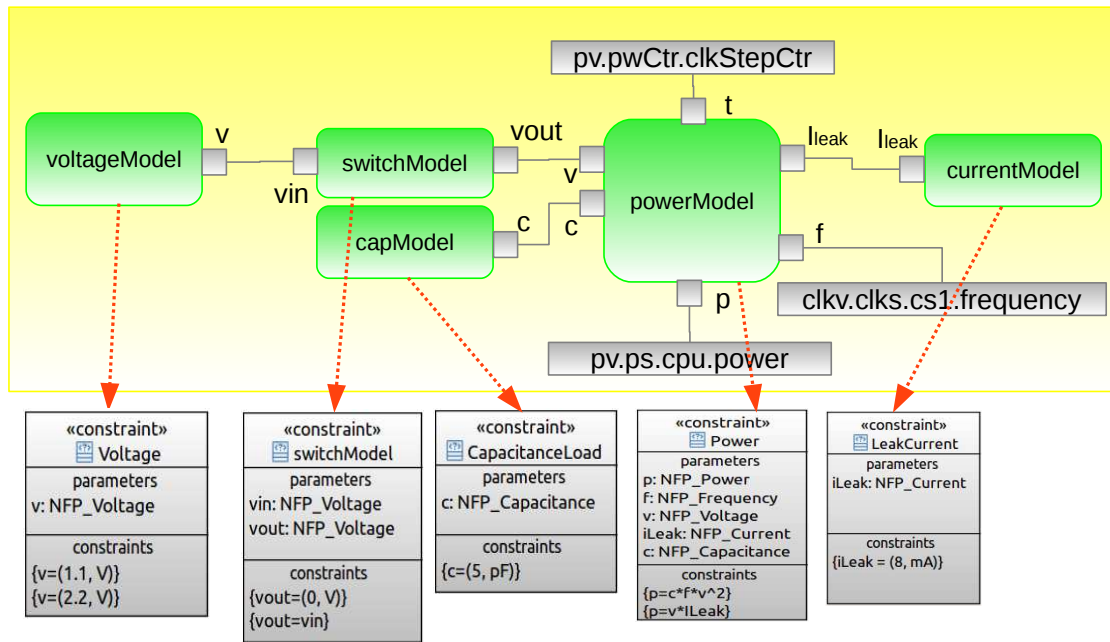 pv.pwCtr.clkStepCtr
t
v
vout
Ileak
Ileak
voltageModel
switchModel
currentModel
vin
v
powerModel
capModel
c
c
f
p
clkv.clks.cs1.frequency
pv.ps.cpu.power
«constraint»
Voltage
parameters
v: NFP_Voltage
constraints
{v=(1.1, V)}
{v=(2.2, V)}
«constraint»
switchModel
parameters
vin: NFP_Voltage
vout: NFP_Voltage
constraints
{vout=(0, V)}
{vout=vin}
«constraint»
CapacitanceLoad
parameters
c: NFP_Capacitance
constraints
{c=(5, pF)}
«constraint»
Power
parameters
p: NFP_Power
f: NFP_Frequency
v: NFP_Voltage
iLeak: NFP_Current
c: NFP_Capacitance
constraints
{p=c*f*v^2}
{p=v*ILeak}
«constraint»
LeakCurrent
parameters
iLeak: NFP_Current
constraints
{iLeak = (8, mA)}